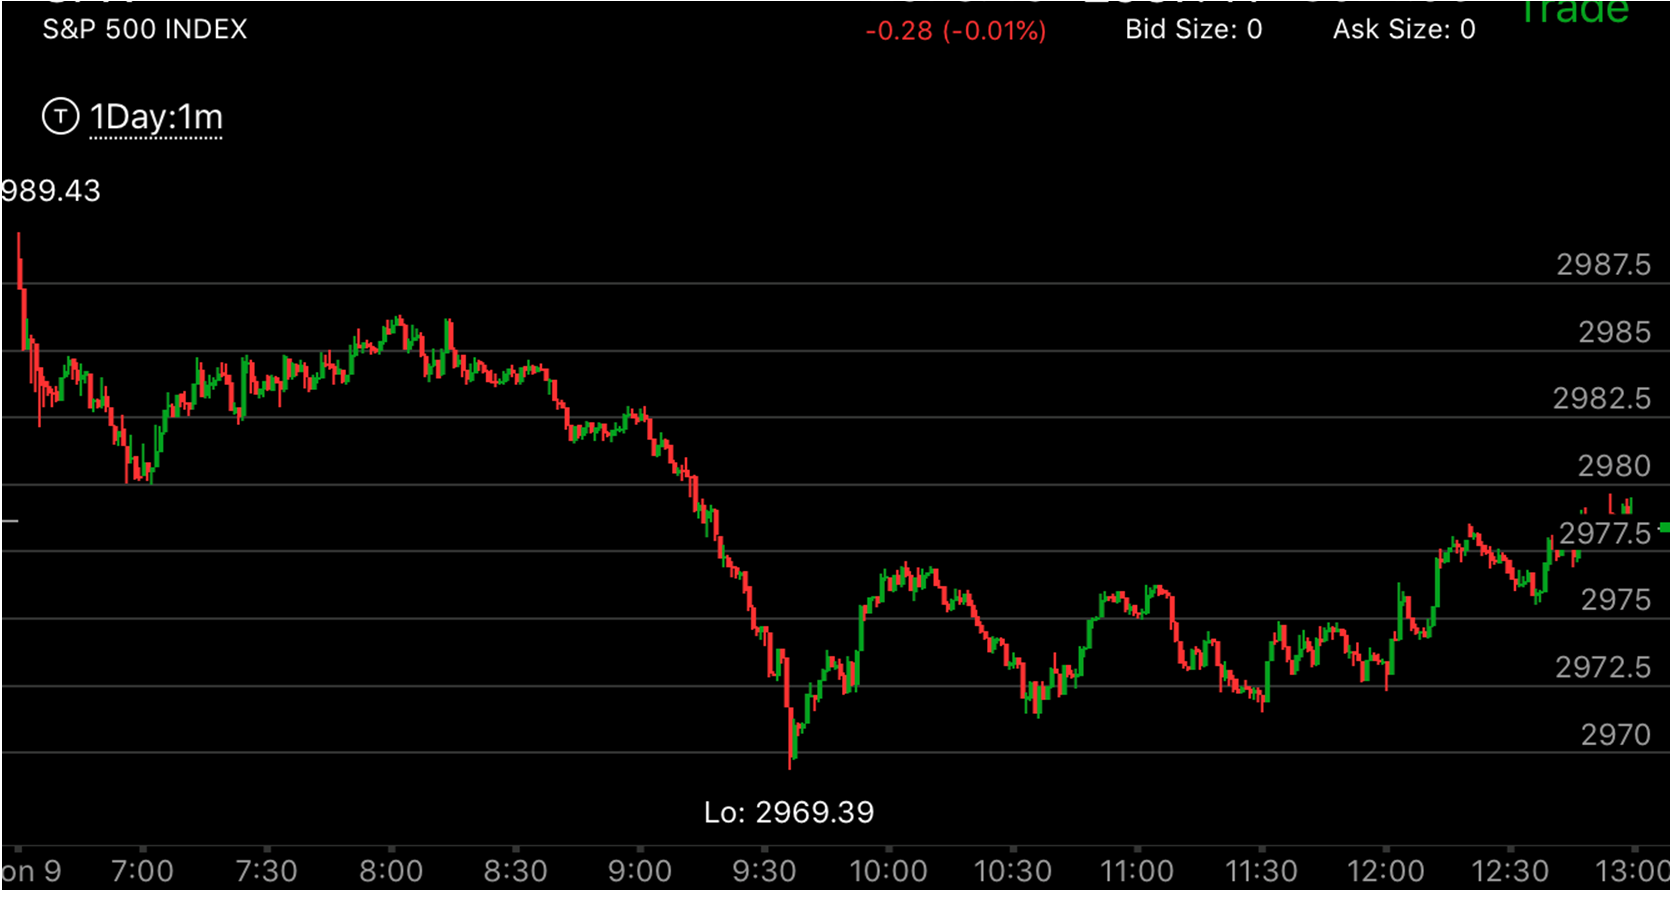 Trade
S&P 500 INDEX
-0.28 (-0.01%)
Bid Size: 0
Ask Size: 0
T 1Day:1m
989.43
2987.5
2985
2982.5
2980
2977.5
2975
2972.5
2970
Lo: 2969.39
on 9 7:00 7:30 8:00 8:30 9:00 9:30 10:00 10:30 11:00 11:30 12:00 12:30 13:00